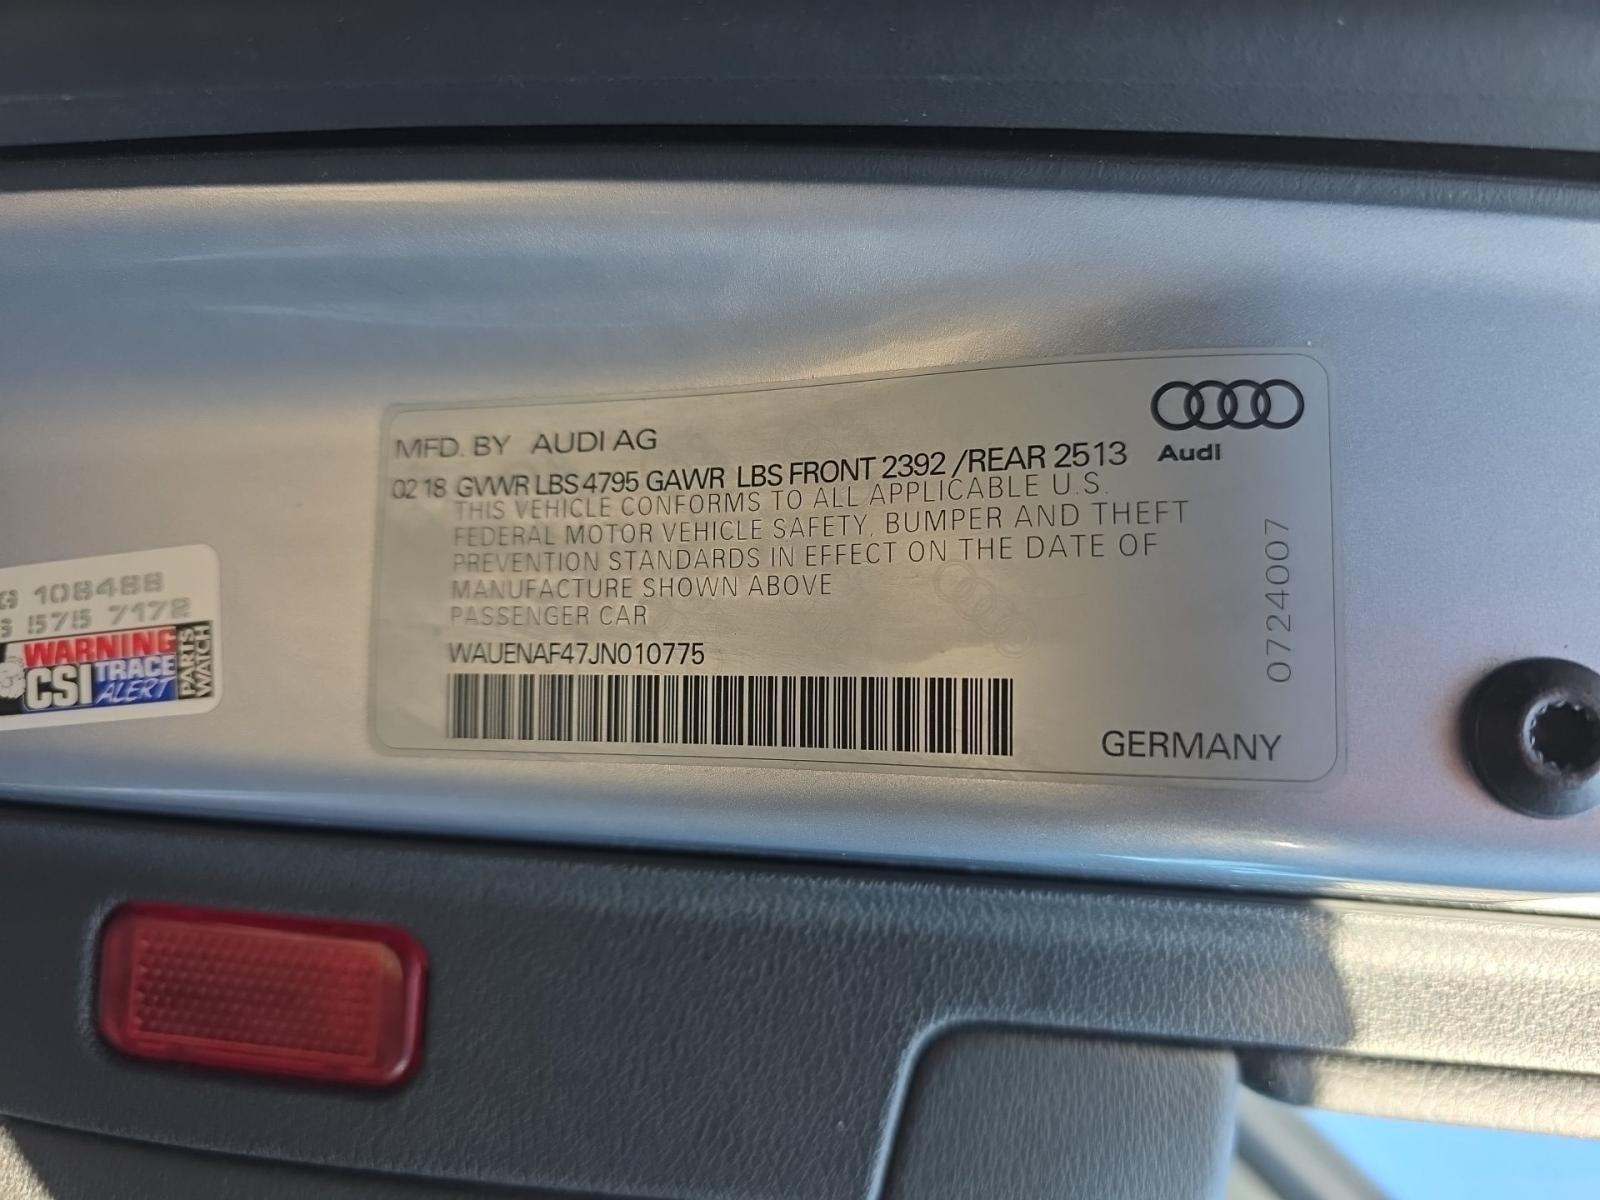 MFD. BY AUDI AG
02 18 GVWR LBS 4795 GAWR LBS FRONT 2392 /REAR 2513
THIS VEHICLE CONFORMS TO ALL APPLICABLE U.S.
FEDERAL MOTOR VEHICLE SAFETY, BUMPER AND THEFT
PREVENTION STANDARDS IN EFFECT ON THE DATE OF
MANUFACTURE SHOWN ABOVE
PASSENGER CAR
WAUENAF47JN010775
Audi
07724007
GERMANY
108488
575 7172
WARNING
CSI TRACE
ALERT
PARTS
WATCH